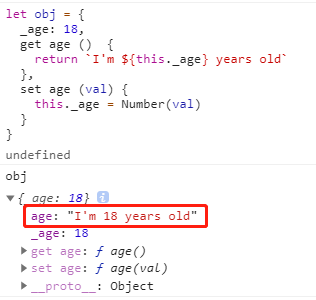 let obj = {
  _age: 18,
  get age () {
    return `I'm ${this._age} years old`
  },
  set age (val) {
    this._age = Number(val)
  }
}
undefined
obj
▼{_age: 18} i
age: "I'm 18 years old"
_age: 18
▶ get age: ƒ age()
▶ set age: ƒ age(val)
▶ __proto__: Object